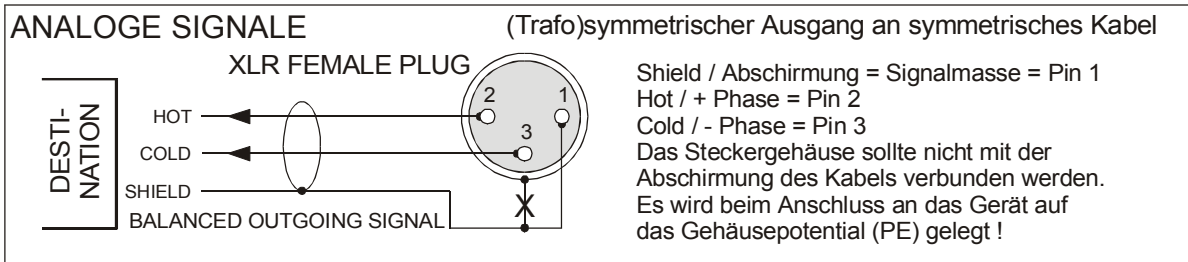 ANALOGE SIGNALE
(Trafo)symmetrischer Ausgang an symmetrisches Kabel
XLR FEMALE PLUG
DESTI-
NATION
HOT
COLD
SHIELD
BALANCED OUTGOING SIGNAL
2
1
3
X
Shield / Abschirmung = Signalmasse = Pin 1
Hot / + Phase = Pin 2
Cold / - Phase = Pin 3
Das Steckergehäuse sollte nicht mit der
Abschirmung des Kabels verbunden werden.
Es wird beim Anschluss an das Gerät auf
das Gehäusepotential (PE) gelegt !